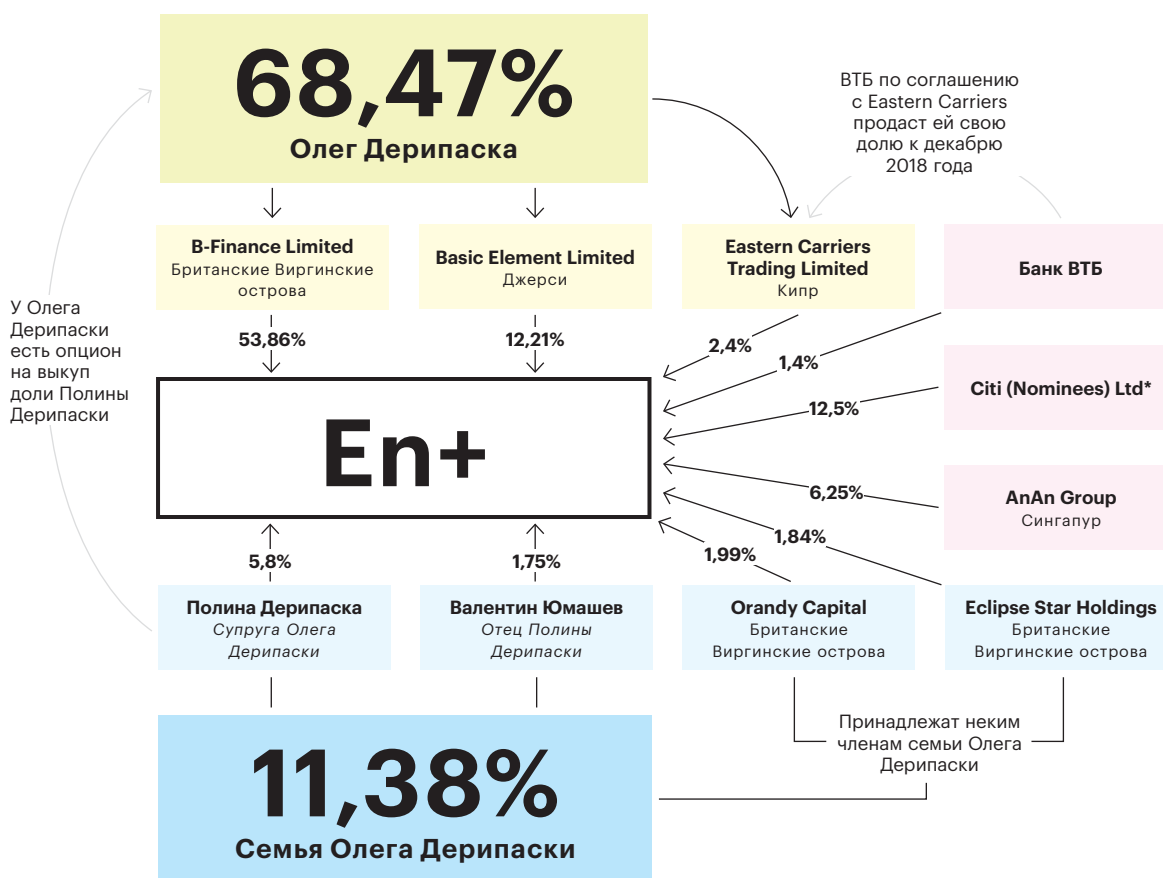 68,47%
Олег Дерипаска
ВТБ по соглашению
с Eastern Carriers
продаст ей свою
долю к декабрю
2018 года
B-Finance Limited
Британские Виргинские
острова
Basic Element Limited
Джерси
Eastern Carriers
Trading Limited
Кипр
Банк ВТБ
У Олега
Дерипаски
есть опцион
на выкуп
доли Полины
Дерипаски
53,86%
12,21%
2,4%
1,4%
Citi (Nominees) Ltd*
12,5%
En+
6,25%
AnAn Group
Сингапур
1,84%
1,99%
5,8%
1,75%
Полина Дерипаска
Супруга Олега
Дерипаски
Валентин Юмашев
Отец Полины
Дерипаски
Orandy Capital
Британские
Виргинские острова
Eclipse Star Holdings
Британские
Виргинские острова
Принадлежат неким
членам семьи Олега
Дерипаски
11,38%
Семья Олега Дерипаски